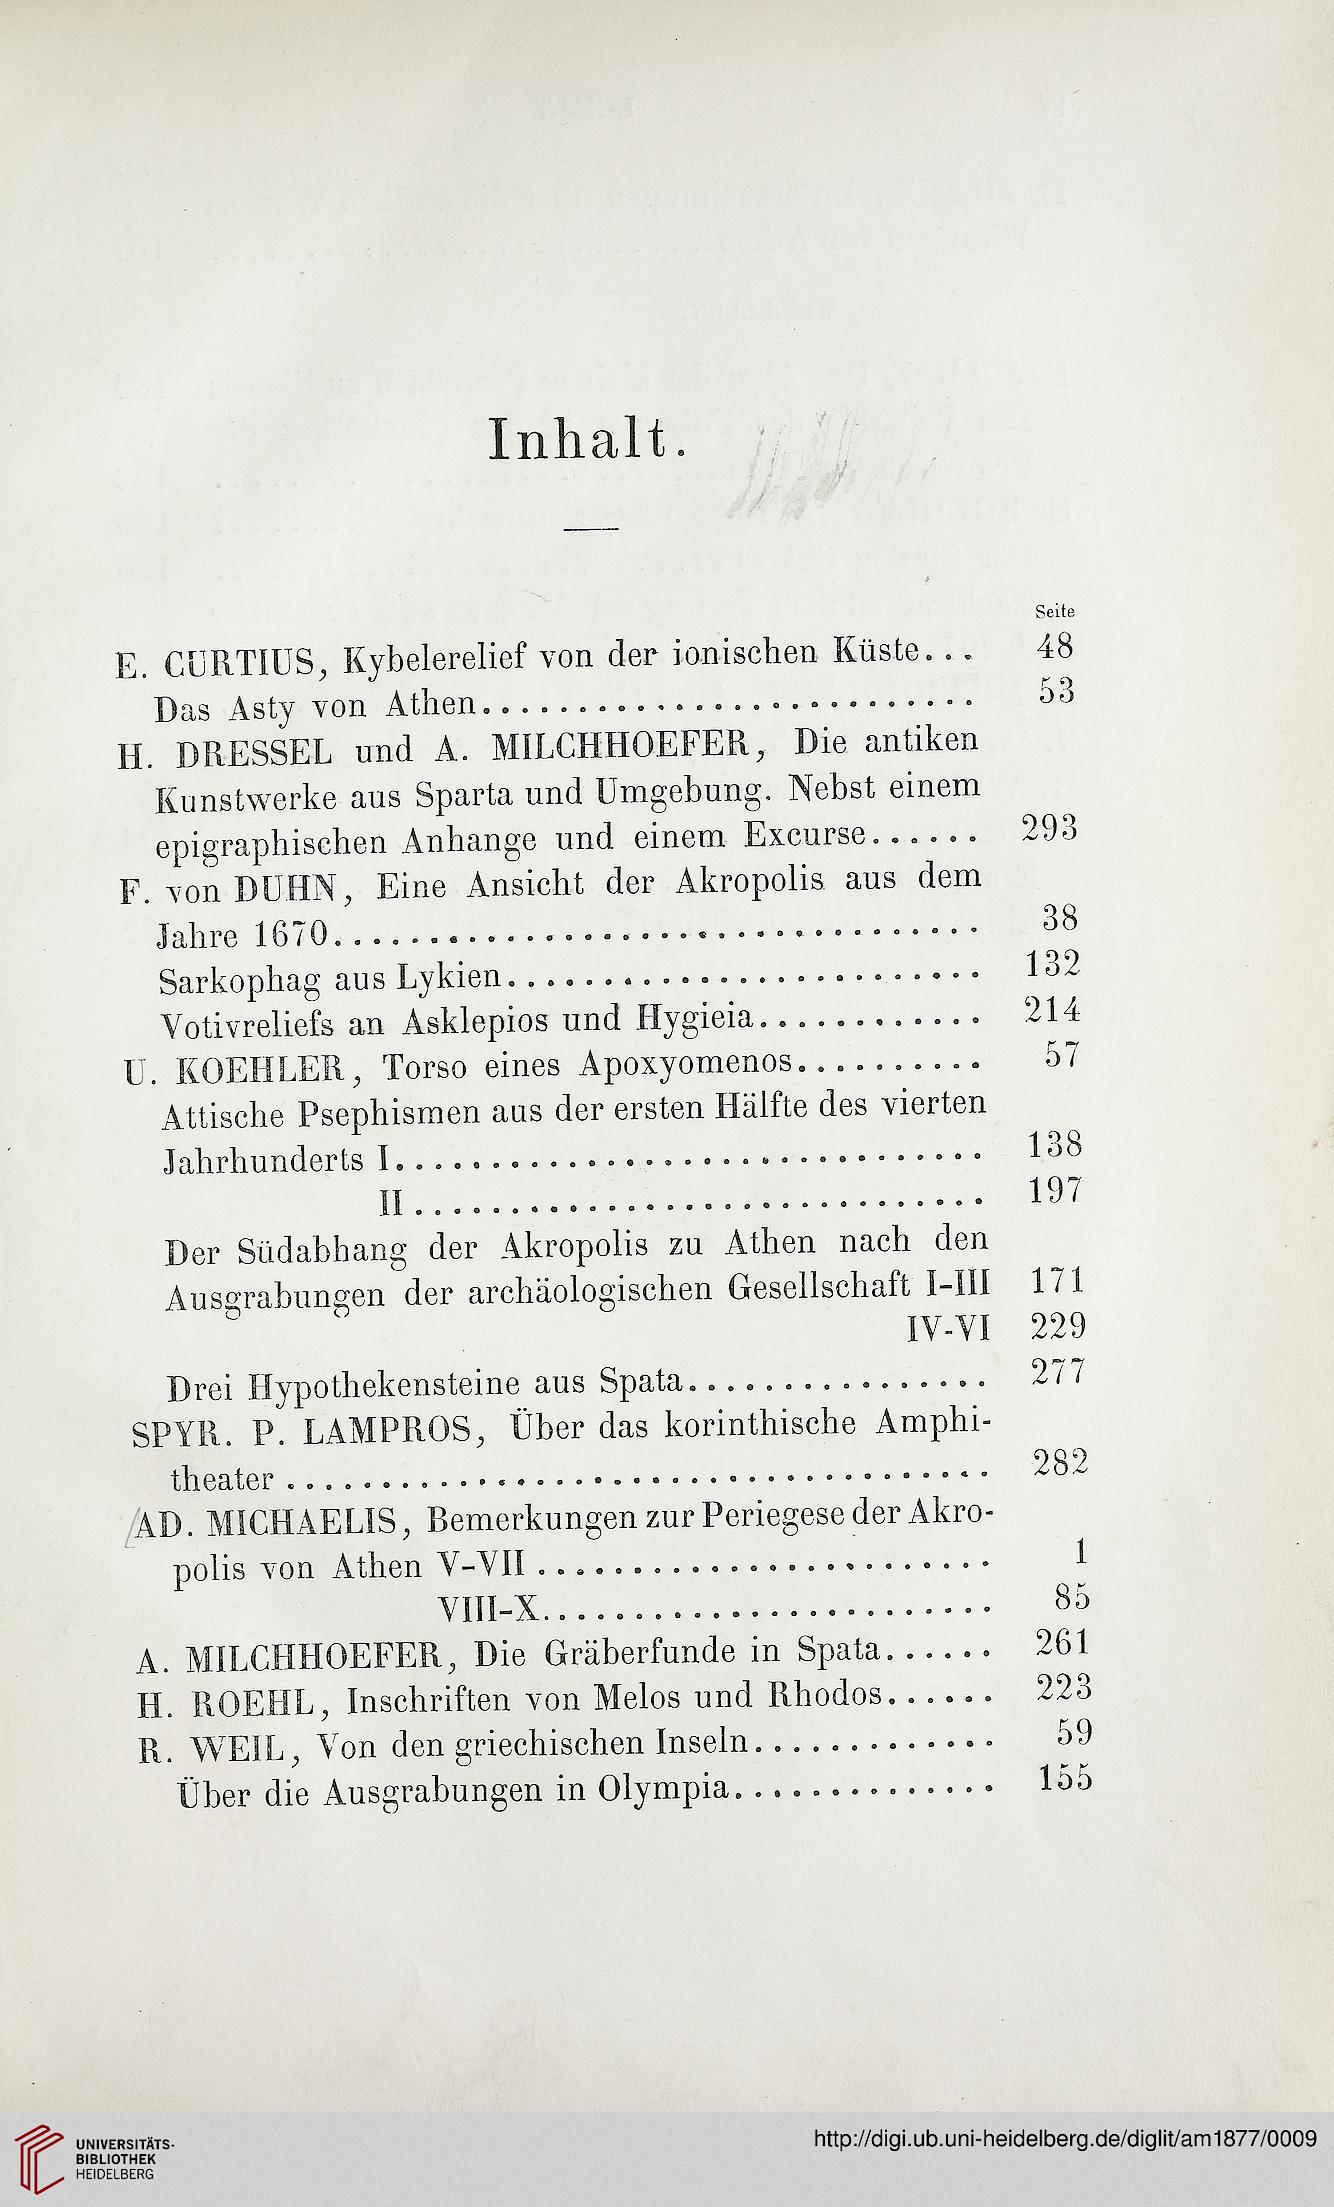 Inhalt.
Seite
E. CURTIUS, Kybelerelief von der ionischen Küste... 48
Das Asty von Athen.......................... 53
H. DRESSEL und A. MILCHHOEFER, Die antiken
Kunstwerke aus Sparta und Umgebung. Nebst einem
epigraphischen Anhange und einem Excurse...... 293
F. von DUHN, Eine Ansicht der Akropolis aus dem
Jahre 1670.................................. 38
Sarkophag aus Lykien......................... 132
Votivreliefs an Asklepios und Hygieia............ 214
U. KOEHLER, Torso eines Apoxyomenos.......... 57
Attische Psephismen aus der ersten Hälfte des vierten
Jahrhunderts I............................... 138
II.............................. 197
Der Südabhang der Akropolis zu Athen nach den
Ausgrabungen der archäologischen Gesellschaft I-III 171
IV-VI 229
Drei Hypothekensteine aus Spata................ 277
SPYR. P. LAMPROS, Über das korinthische Amphi-
theater ..................................... 282
AD. MICHAELIS, Bemerkungen zur Periegese der Akro-
polis von Athen V-VII ........................ 1
VIII-X........................ 85
A. MILCHHOEFER, Die Gräberfunde in Spata...... 261
H. ROEHL, Inschriften von Melos und Rhodos...... 223
R. WEIL, Von den griechischen Inseln............. 59
Über die Ausgrabungen in Olympia.............. 155
UNIVERSITÄTS-
BIBLIOTHEK
HEIDELBERG
http://digi.ub.uni-heidelberg.de/diglit/am1877/0009